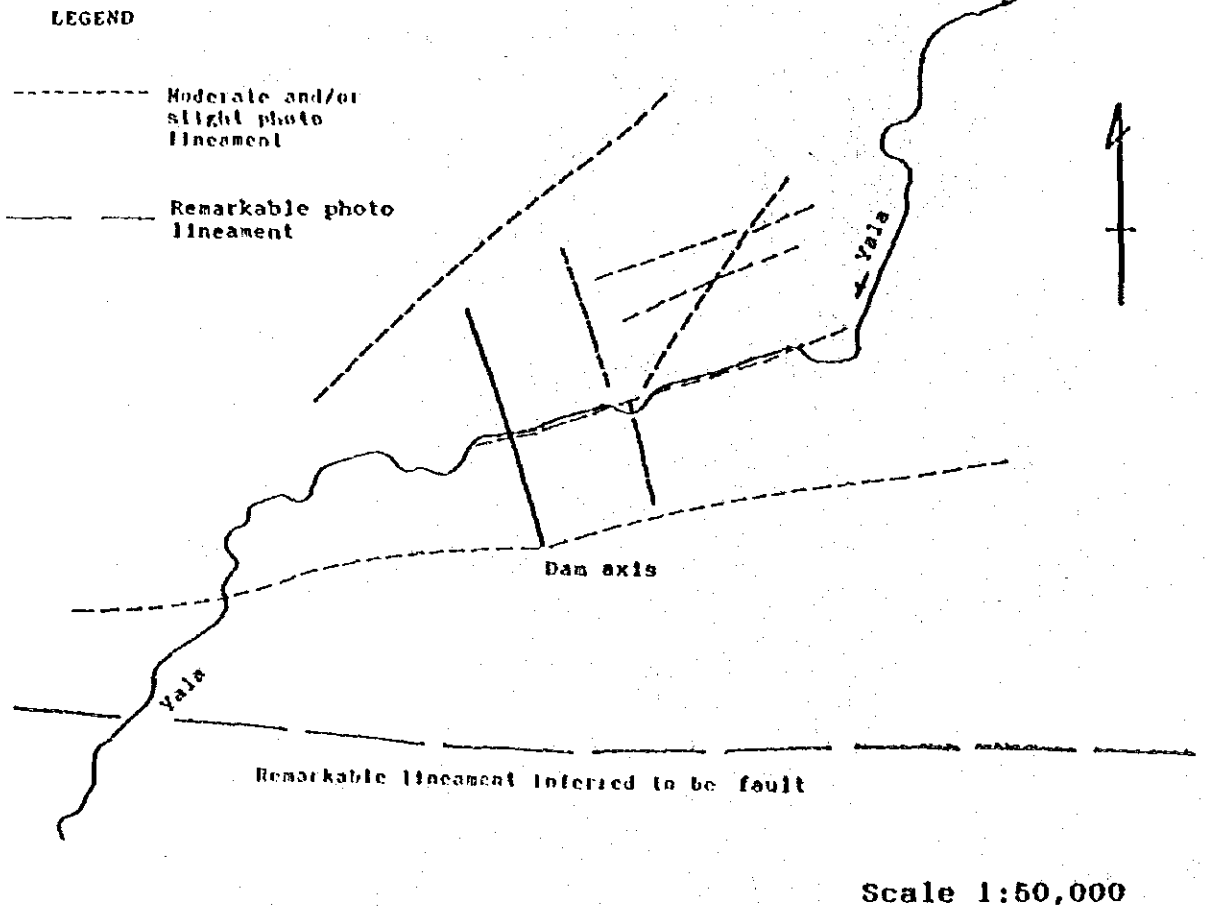 LEGEND
Moderate and/or
slight photo
lineament
Remarkable photo
lineament
← Yala
Dam axis
Yala
Remarkable lineament inferred to be fault
Scale 1:50,000